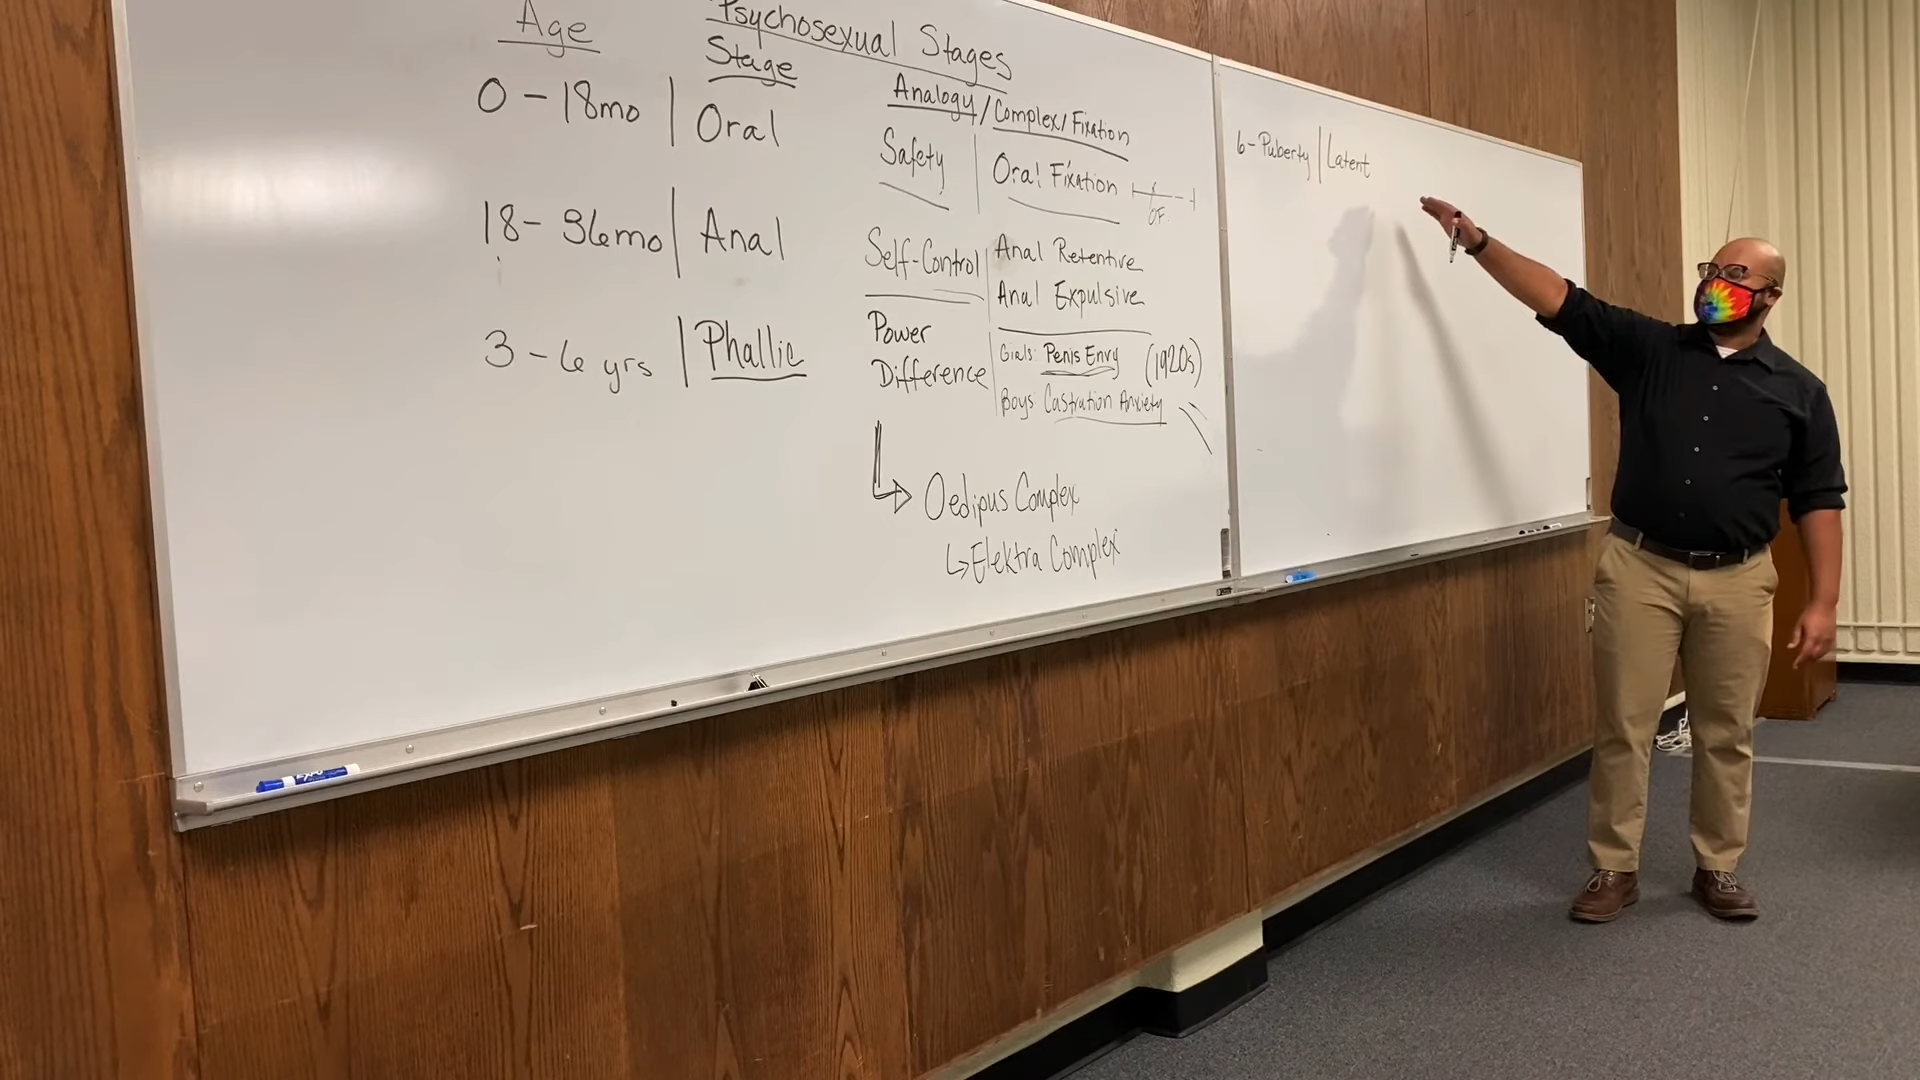 Psychosexual Stages
Age
Stage
Analogy/Complex/Fixation
0-18mo | Oral
Safety | Oral Fixation
OF.
18-36mo | Anal
Self-Control | Anal Retentive
Anal Expulsive
3-6 yrs | Phallic
Power Difference
Girls: Penis Envy (1920s)
Boys Castration Anxiety
Oedipus Complex
Elektra Complex
6-Puberty | Latent
EXPO